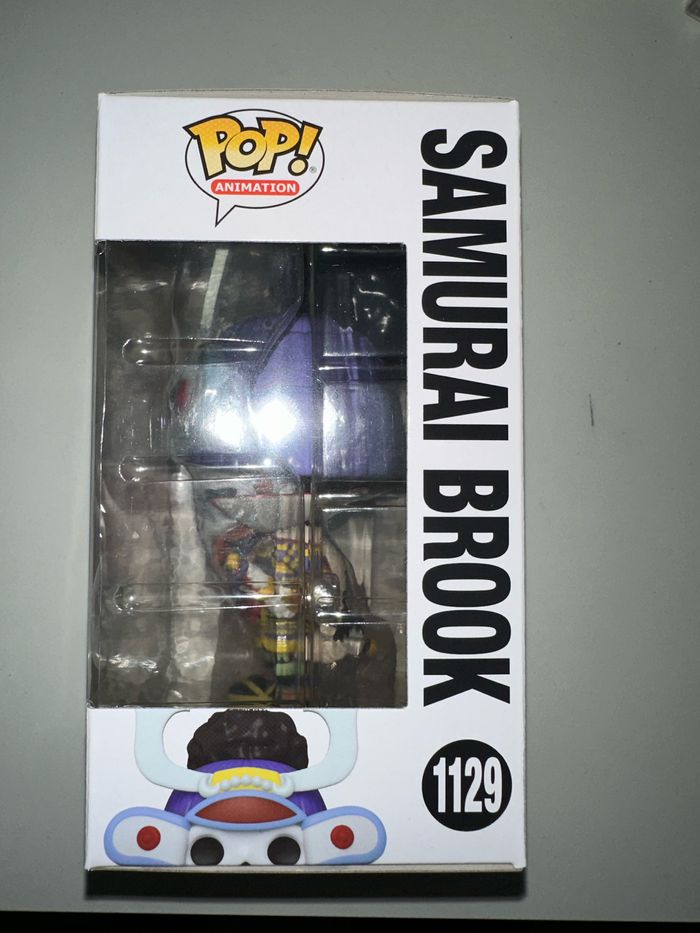 POP!®
ANIMATION
SAMURAI BROOK
1129